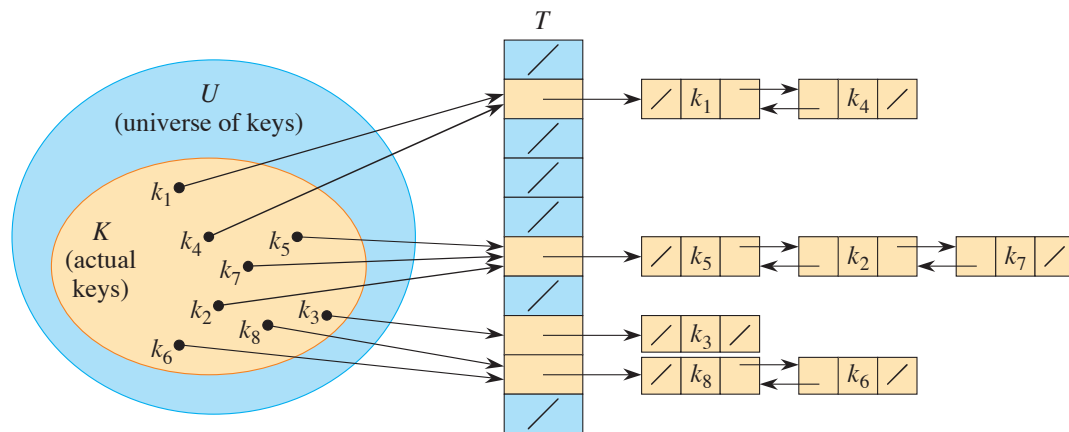 T
U
(universe of keys)
k₁
k₄
k₅
k₇
k₂
k₃
k₈
k₆
K
(actual
keys)
k₁ k₄
k₅ k₂ k₇
k₃
k₈ k₆